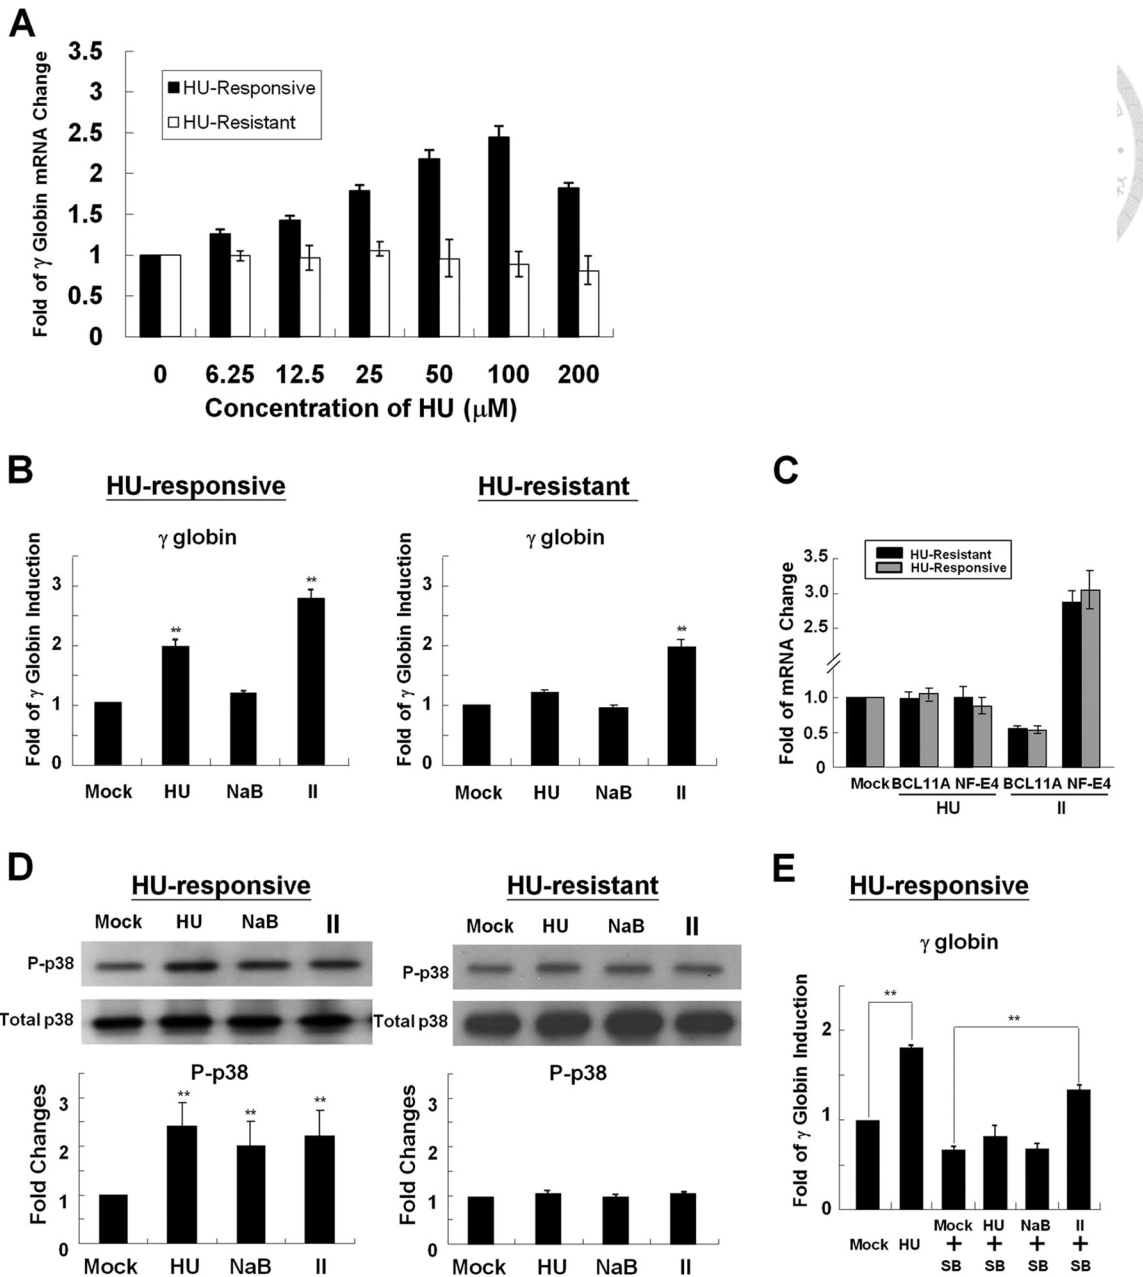 A
3.5
3
2.5
2
1.5
1
0.5
0
Fold of γ Globin mRNA Change
HU-Responsive
HU-Resistant
0 6.25 12.5 25 50 100 200
Concentration of HU (μM)
B
HU-responsive
γ globin
Fold of γ Globin Induction
3
2
1
0
**
**
Mock HU NaB II
HU-resistant
γ globin
Fold of γ Globin Induction
3
2
1
0
**
Mock HU NaB II
C
HU-Resistant
HU-Responsive
Fold of mRNA Change
3.5
3.0
2.5
1.0
0.5
0
Mock BCL11A NF-E4 BCL11A NF-E4
HU II
D
HU-responsive
Mock HU NaB II
P-p38
Total p38
P-p38
Fold Changes
3
2
1
0
** ** **
Mock HU NaB II
HU-resistant
Mock HU NaB II
P-p38
Total p38
P-p38
Fold Changes
3
2
1
0
Mock HU NaB II
E
HU-responsive
γ globin
Fold of γ Globin Induction
2
1
0
**
**
Mock HU NaB II
Mock HU + + + +
SB SB SB SB